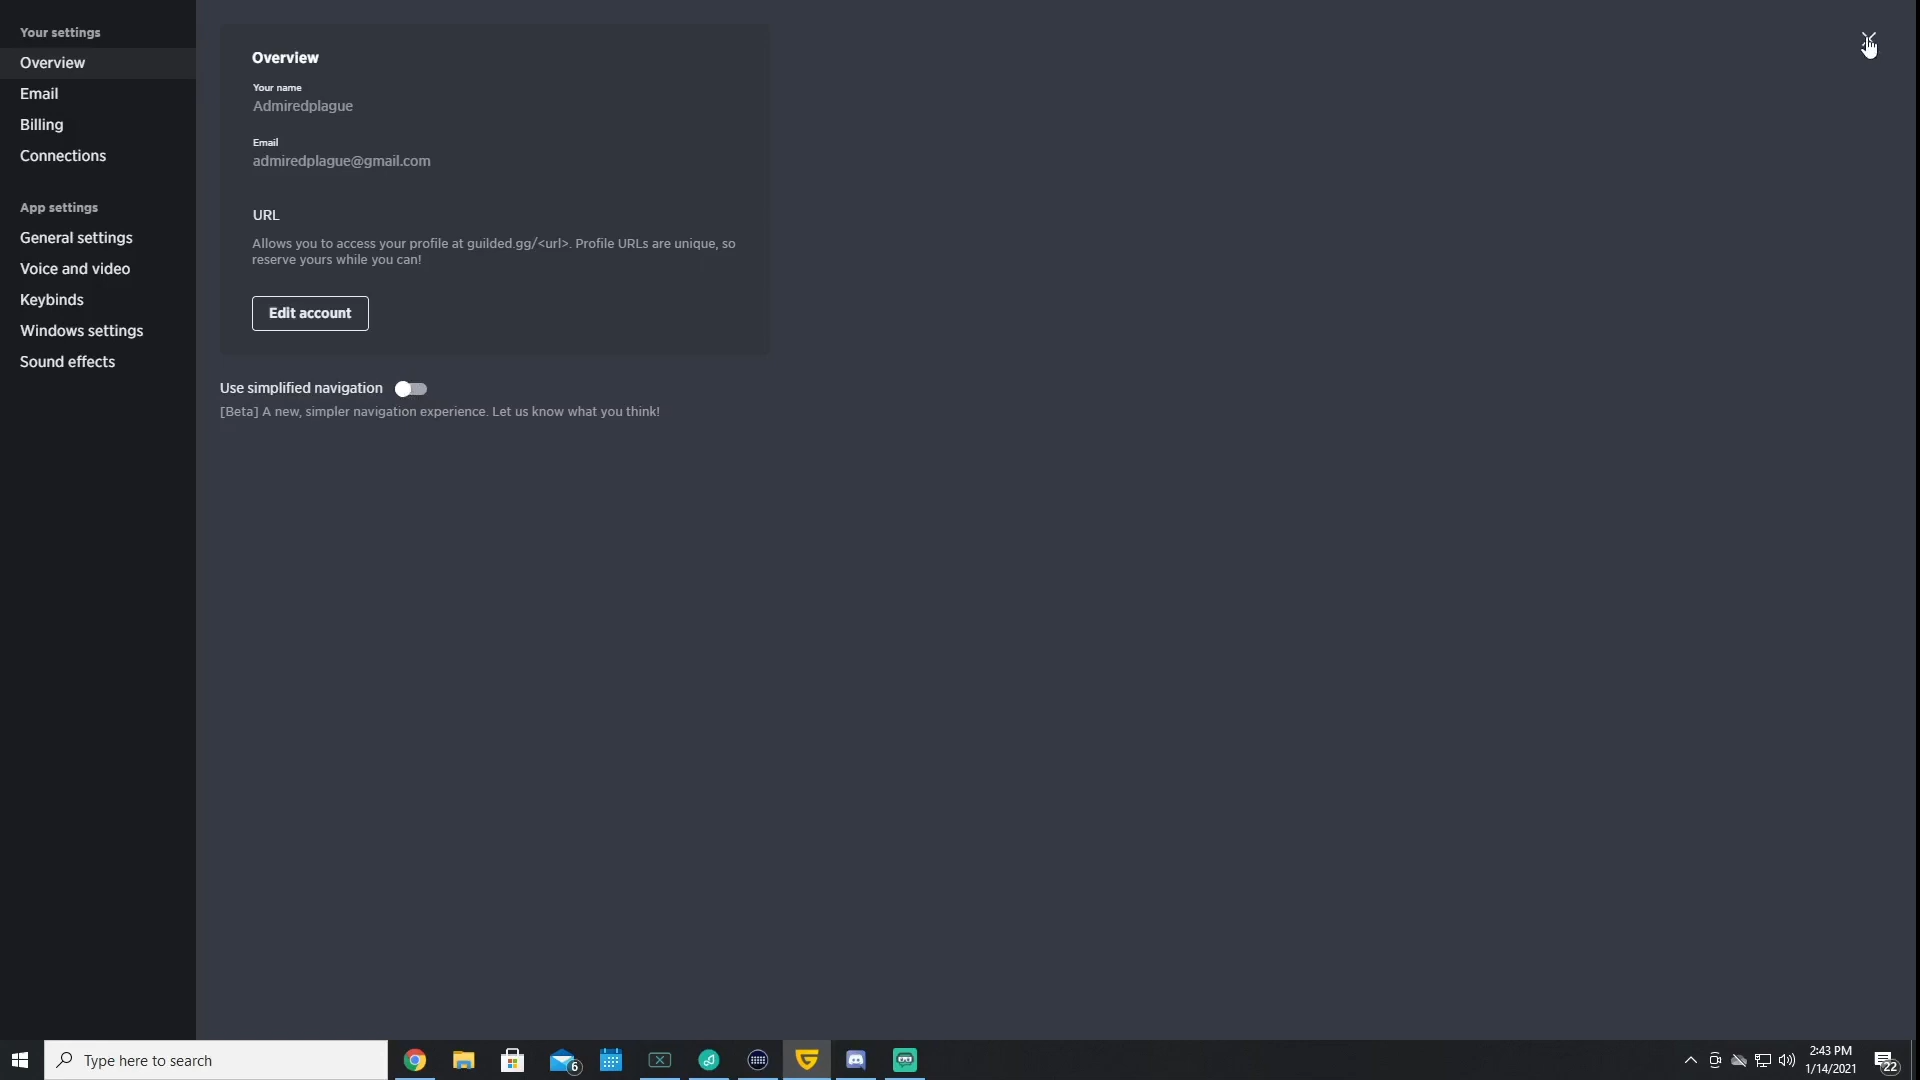 Your settings
Overview
Email
Billing
Connections
App settings
General settings
Voice and video
Keybinds
Windows settings
Sound effects
Overview
Your name
Admiredplague
Email
admiredplague@gmail.com
URL
Allows you to access your profile at guilded.gg/<url>. Profile URLs are unique, so
reserve yours while you can!
Edit account
Use simplified navigation
[Beta] A new, simpler navigation experience. Let us know what you think!
Type here to search
6
2:43 PM
1/14/2021
22